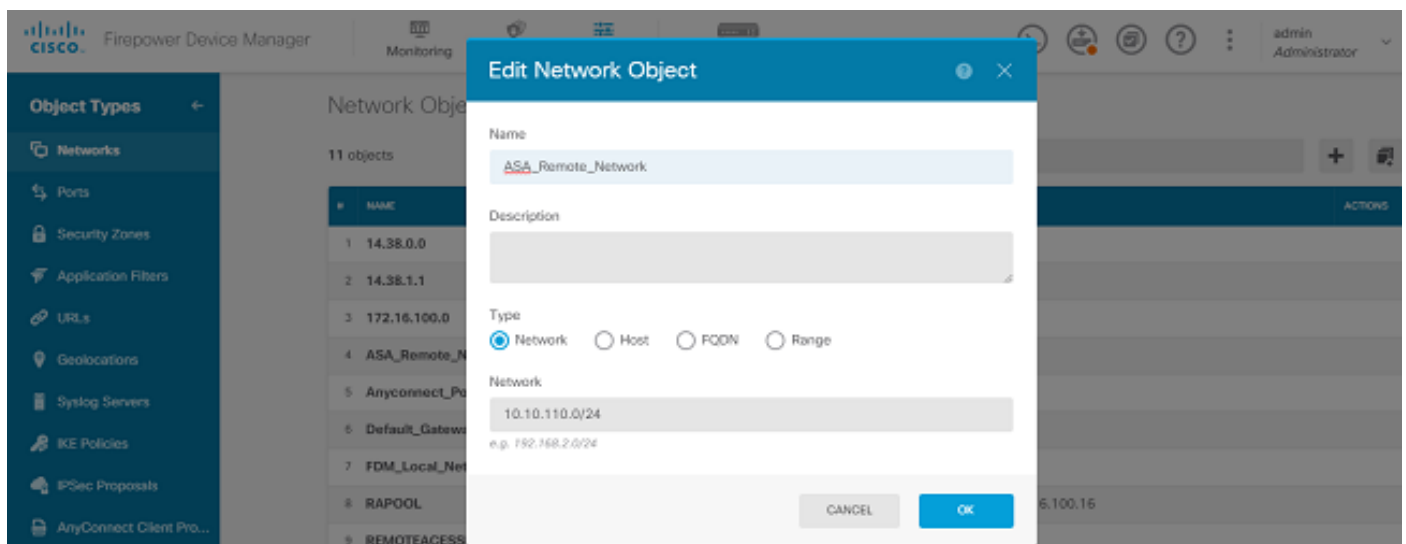 CISCO.
Firepower Device Manager
Monitoring
admin
Administrator
Object Types
Networks
Ports
Security Zones
Application Filters
URLs
Geolocations
Syslog Servers
IKE Policies
IPSec Proposals
AnyConnect Client Pro...
Network Obje
11 objects
# NAME ACTIONS
1 14.38.0.0
2 14.38.1.1
3 172.16.100.0
4 ASA_Remote_N
5 Anyconnect_Po
6 Default_Gatewa
7 FDM_Local_Net
8 RAPOOL 6.100.16
9 REMOTEACESS
Edit Network Object
Name
ASA_Remote_Network
Description
Type
Network Host FQDN Range
Network
10.10.110.0/24
e.g. 192.168.2.0/24
CANCEL OK